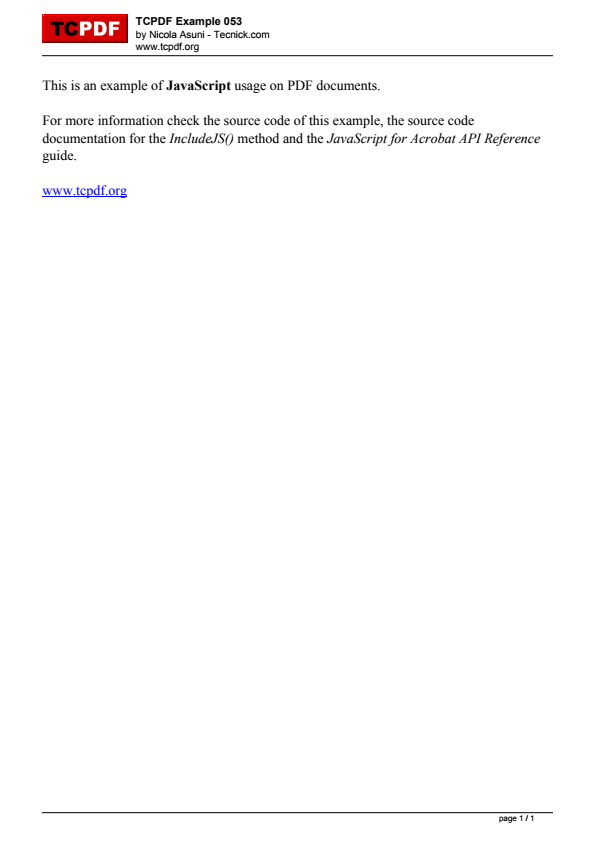 TCPDF
TCPDF Example 053
by Nicola Asuni - Tecnick.com
www.tcpdf.org
This is an example of JavaScript usage on PDF documents.
For more information check the source code of this example, the source code
documentation for the IncludeJS() method and the JavaScript for Acrobat API Reference
guide.
www.tcpdf.org
page 1 / 1